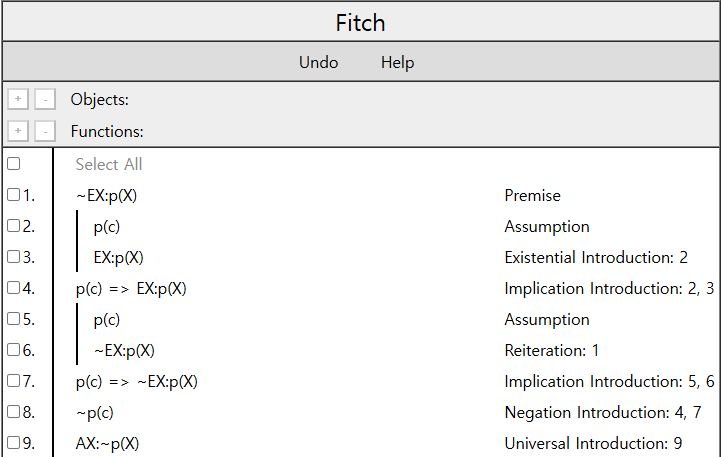 Fitch
Undo Help
+ - Objects:
+ - Functions:
Select All
1. ~EX:p(X) Premise
2. p(c) Assumption
3. EX:p(X) Existential Introduction: 2
4. p(c) => EX:p(X) Implication Introduction: 2, 3
5. p(c) Assumption
6. ~EX:p(X) Reiteration: 1
7. p(c) => ~EX:p(X) Implication Introduction: 5, 6
8. ~p(c) Negation Introduction: 4, 7
9. AX:~p(X) Universal Introduction: 9